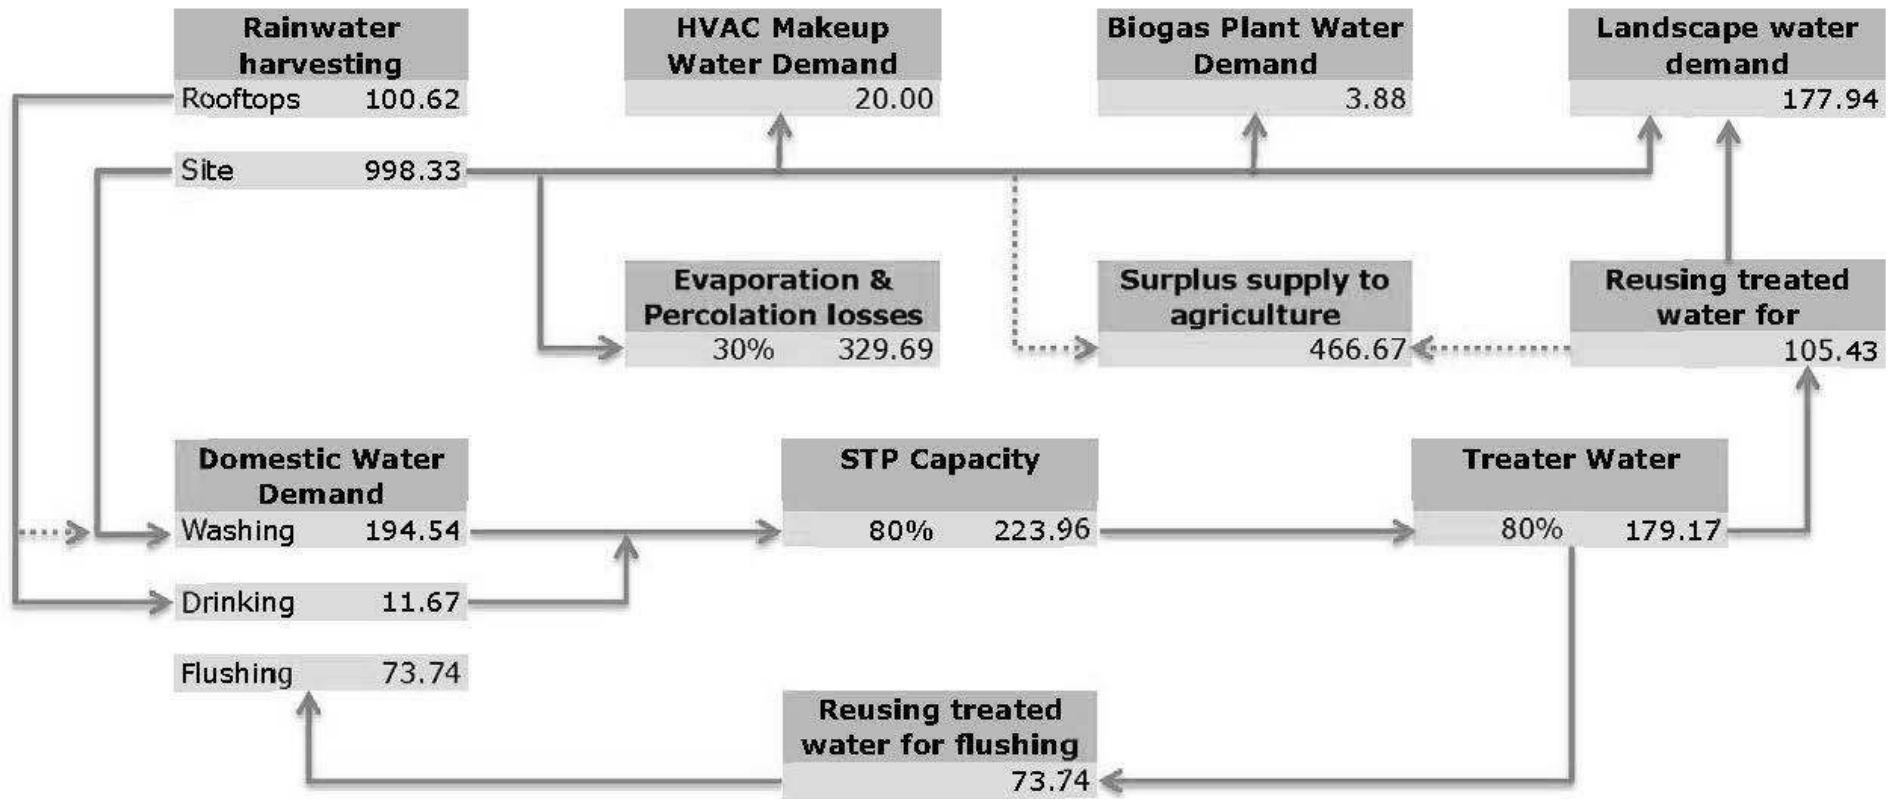 Rainwater
harvesting
Rooftops 100.62
Site 998.33
HVAC Makeup
Water Demand
20.00
Biogas Plant Water
Demand
3.88
Landscape water
demand
177.94
Evaporation &
Percolation losses
30% 329.69
Surplus supply to
agriculture
466.67
Reusing treated
water for
105.43
Domestic Water
Demand
Washing 194.54
Drinking 11.67
Flushing 73.74
STP Capacity
80% 223.96
Treater Water
80% 179.17
Reusing treated
water for flushing
73.74